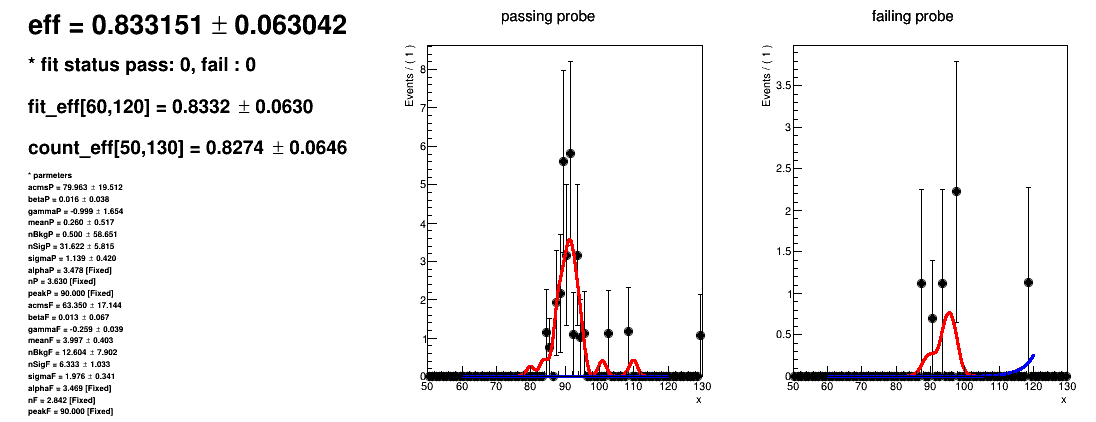 eff = 0.833151 ± 0.063042
* fit status pass: 0, fail : 0
fit_eff[60,120] = 0.8332 ± 0.0630
count_eff[50,130] = 0.8274 ± 0.0646
* parmeters
acmsP = 79.963 ± 19.512
betaP = 0.016 ± 0.038
gammaP = -0.999 ± 1.654
meanP = 0.260 ± 0.517
nBkgP = 0.500 ± 58.651
nSigP = 31.622 ± 5.815
sigmaP = 1.139 ± 0.420
alphaP = 3.478 [Fixed]
nP = 3.630 [Fixed]
peakP = 90.000 [Fixed]
acmsF = 63.350 ± 17.144
betaF = 0.013 ± 0.067
gammaF = -0.259 ± 0.039
meanF = 3.997 ± 0.403
nBkgF = 12.604 ± 7.902
nSigF = 6.333 ± 1.033
sigmaF = 1.976 ± 0.341
alphaF = 3.469 [Fixed]
nF = 2.842 [Fixed]
peakF = 90.000 [Fixed]
passing probe
Events / ( 1 )
8
7
6
5
4
3
2
1
0
50 60 70 80 90 100 110 120 130
x
failing probe
Events / ( 1 )
3.5
3
2.5
2
1.5
1
0.5
0
50 60 70 80 90 100 110 120 130
x